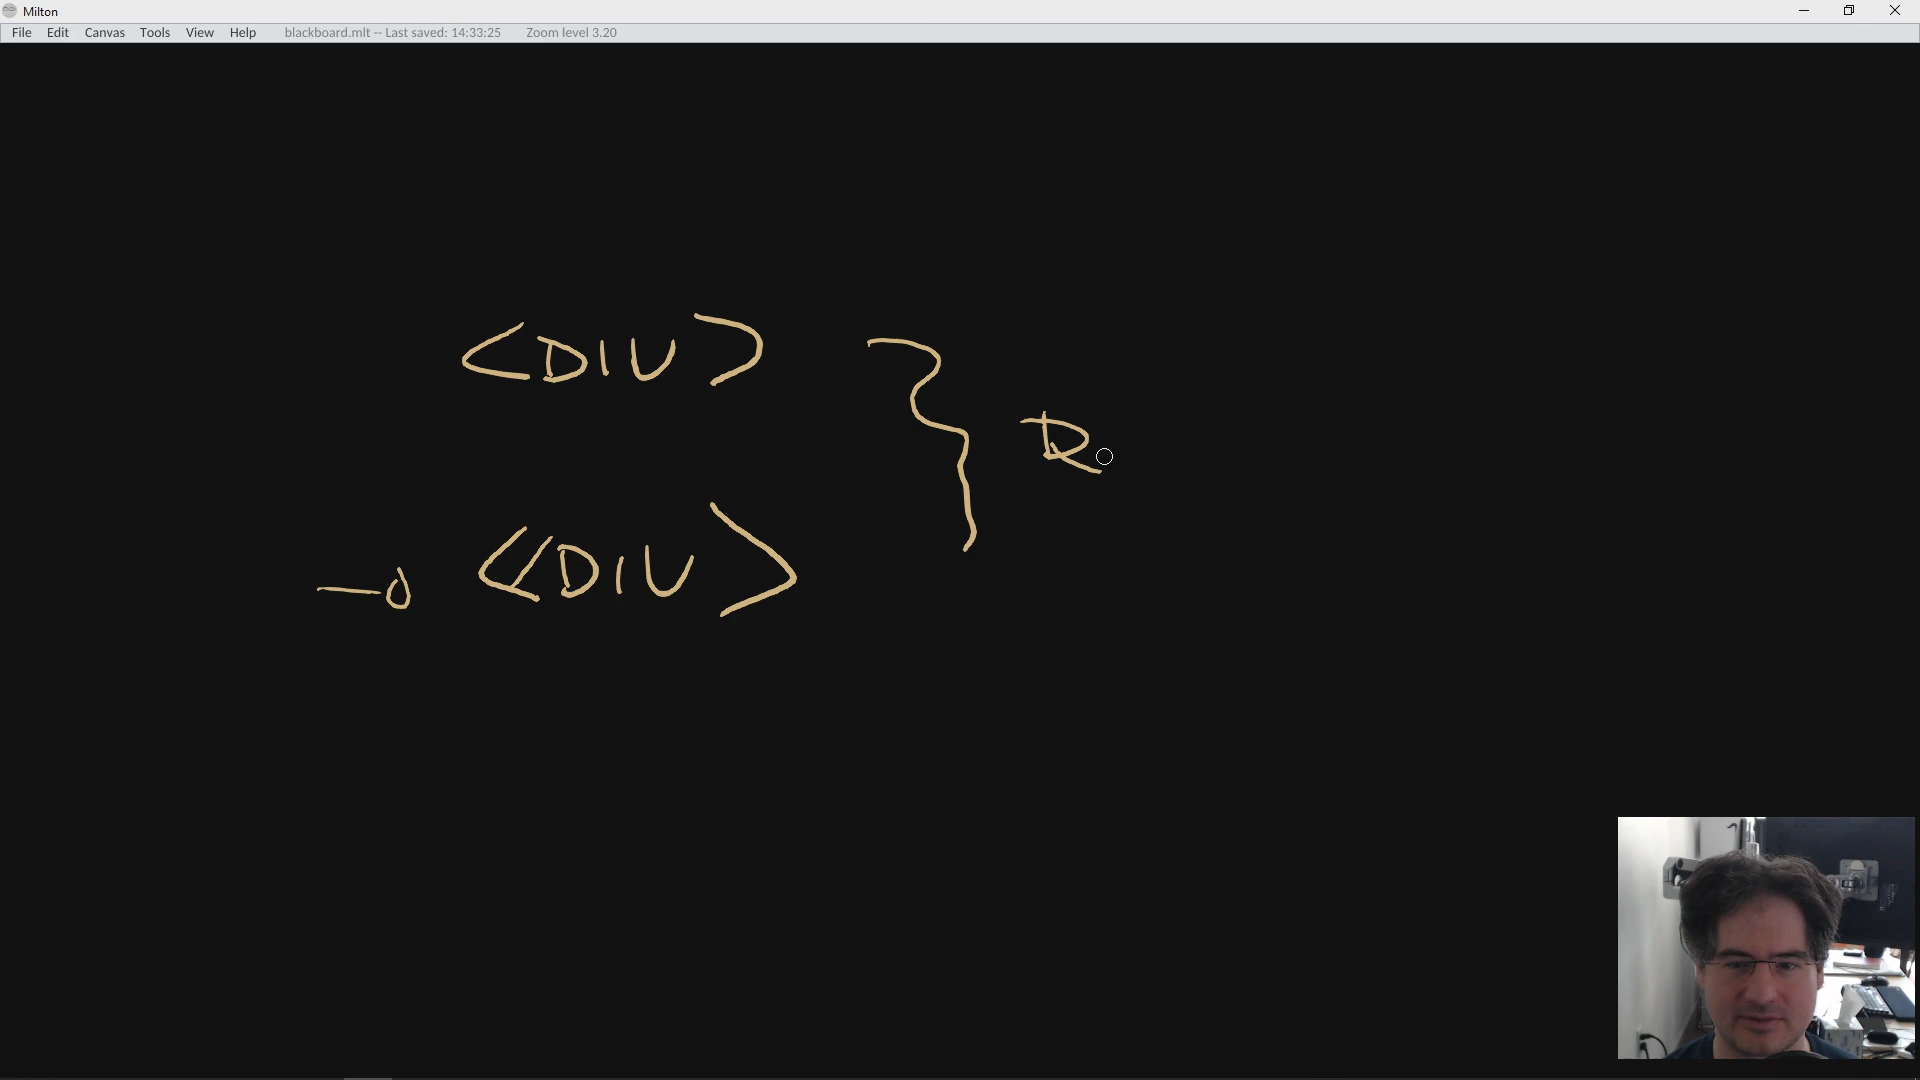 Milton
File Edit Canvas Tools View Help blackboard.mlt -- Last saved: 14:33:25 Zoom level 3.20
<DIV>
R
</DIV>